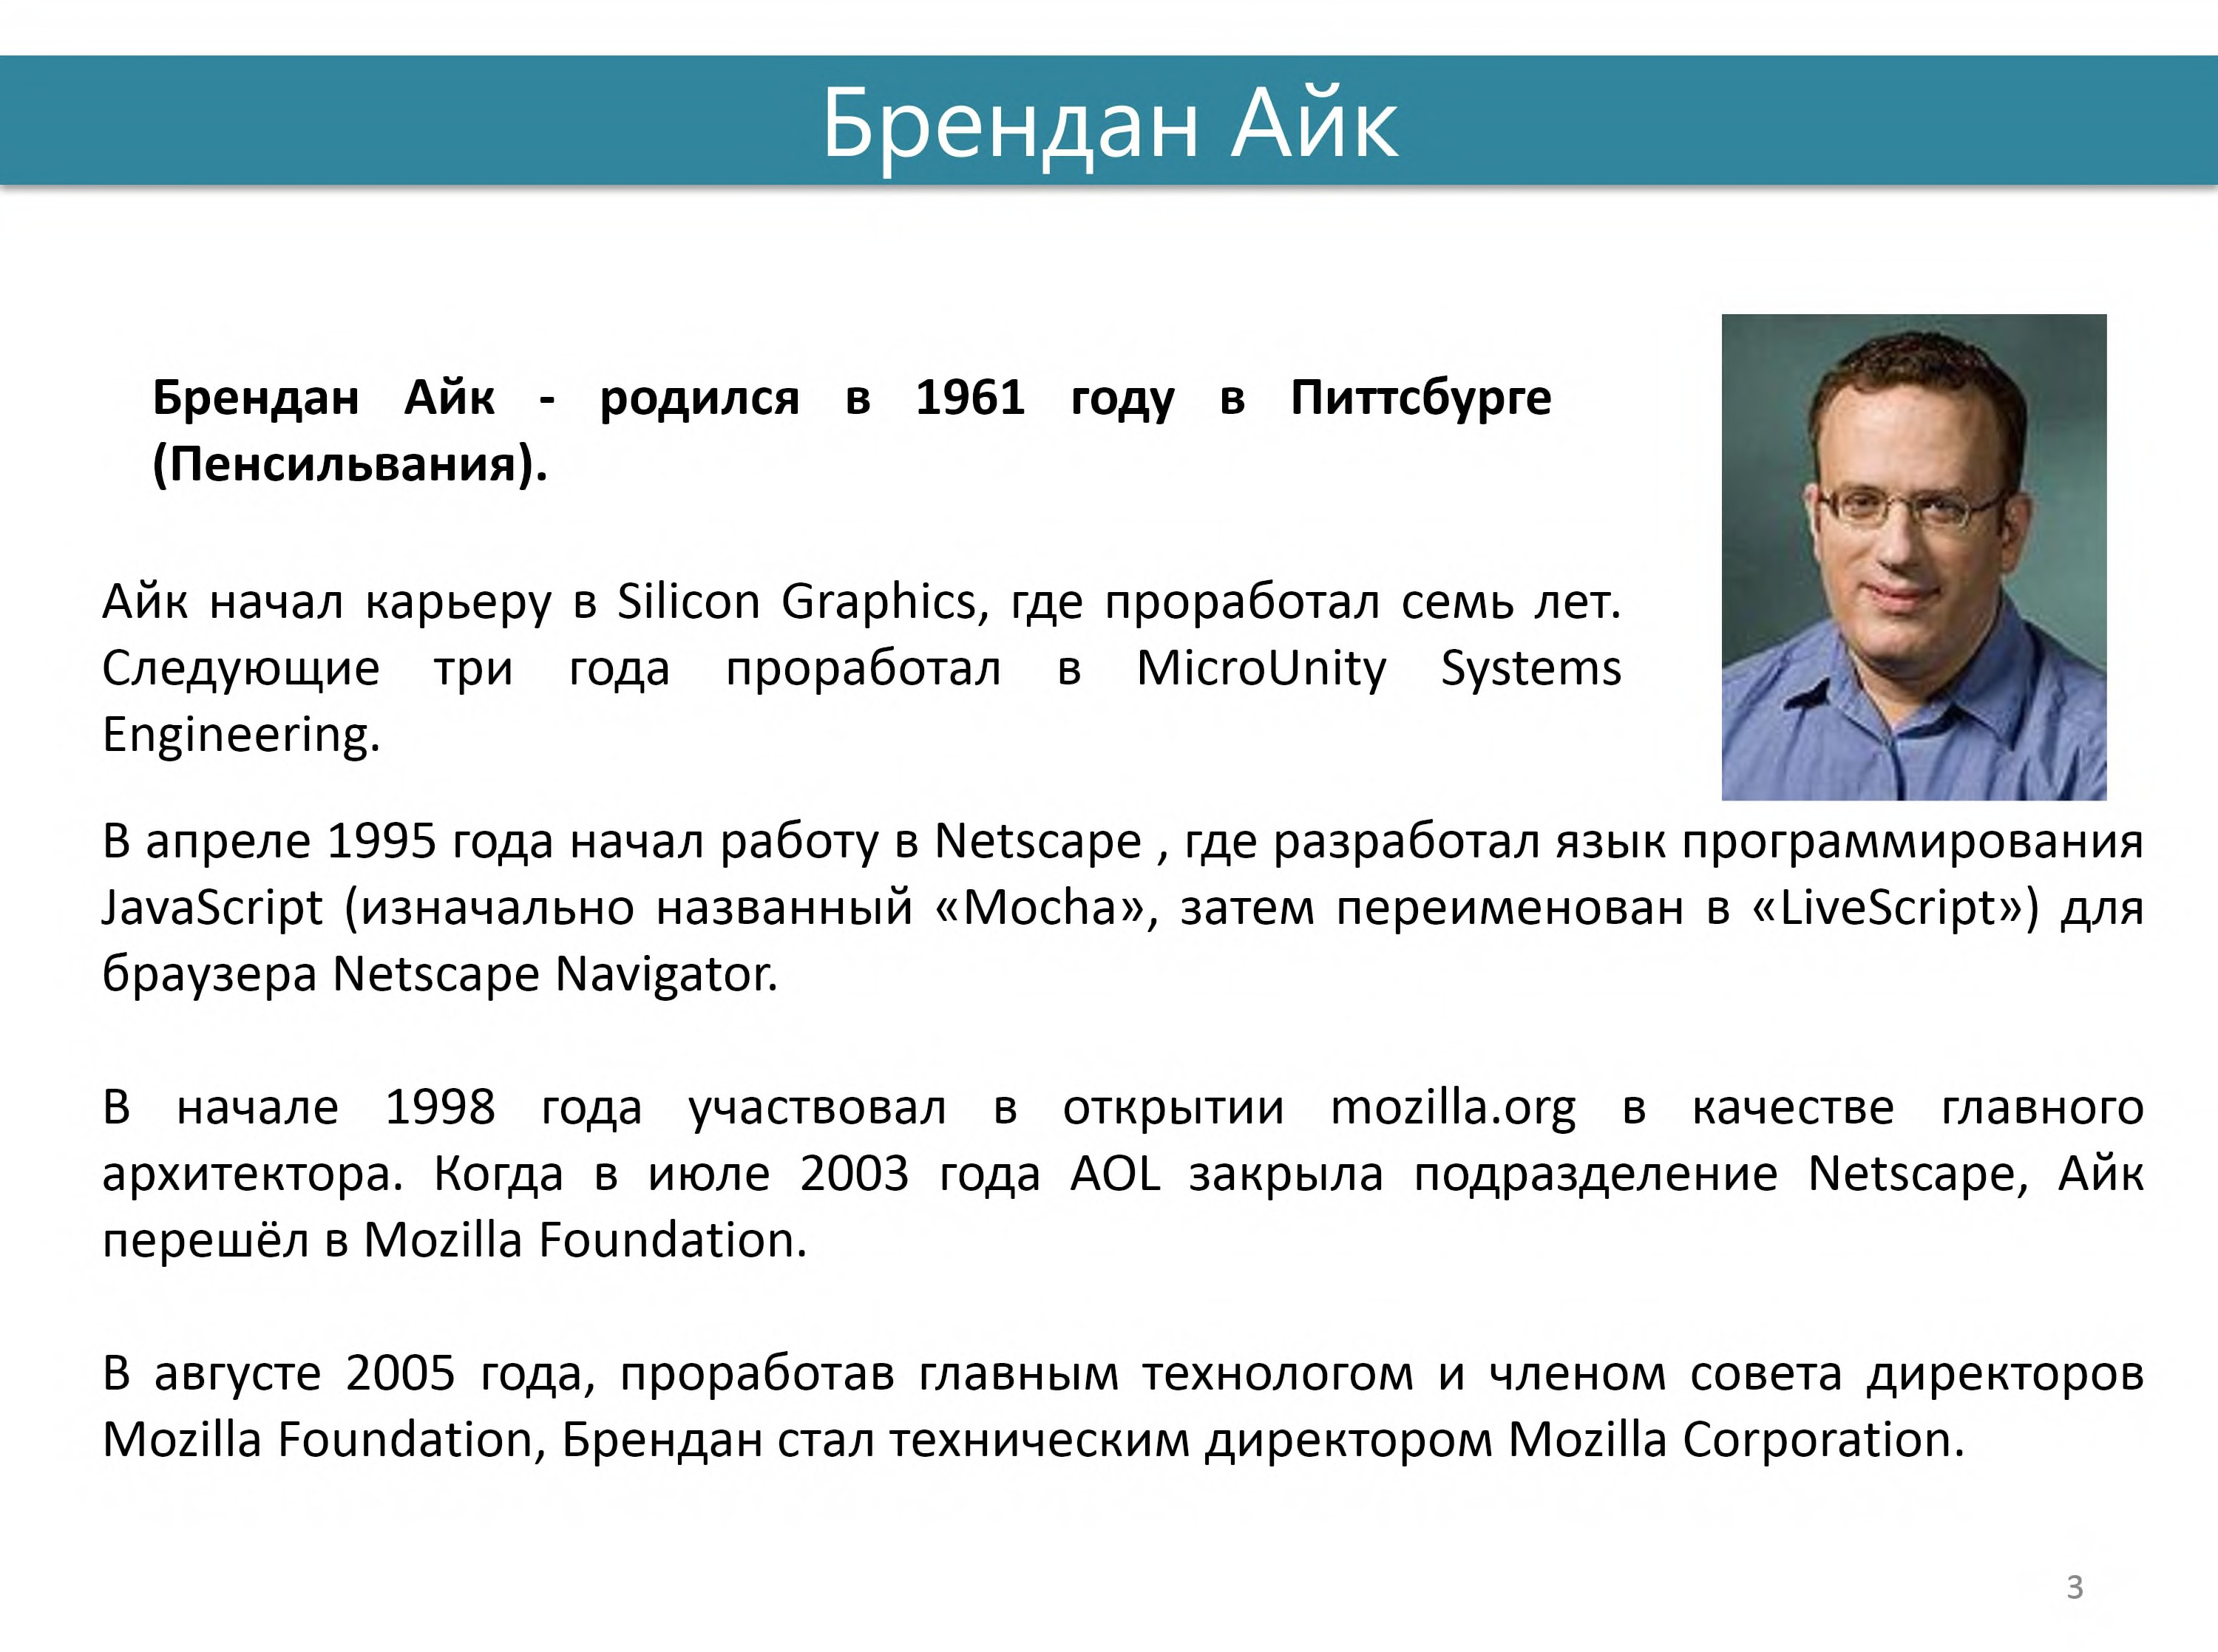 Брендан Айк
Брендан Айк - родился в 1961 году в Питтсбурге
(Пенсильвания).
Айк начал карьеру в Silicon Graphics, где проработал семь лет.
Следующие три года проработал в MicroUnity Systems
Engineering.
В апреле 1995 года начал работу в Netscape , где разработал язык программирования
JavaScript (изначально названный «Mocha», затем переименован в «LiveScript») для
браузера Netscape Navigator.
В начале 1998 года участвовал в открытии mozilla.org в качестве главного
архитектора. Когда в июле 2003 года AOL закрыла подразделение Netscape, Айк
перешёл в Mozilla Foundation.
В августе 2005 года, проработав главным технологом и членом совета директоров
Mozilla Foundation, Брендан стал техническим директором Mozilla Corporation.
3